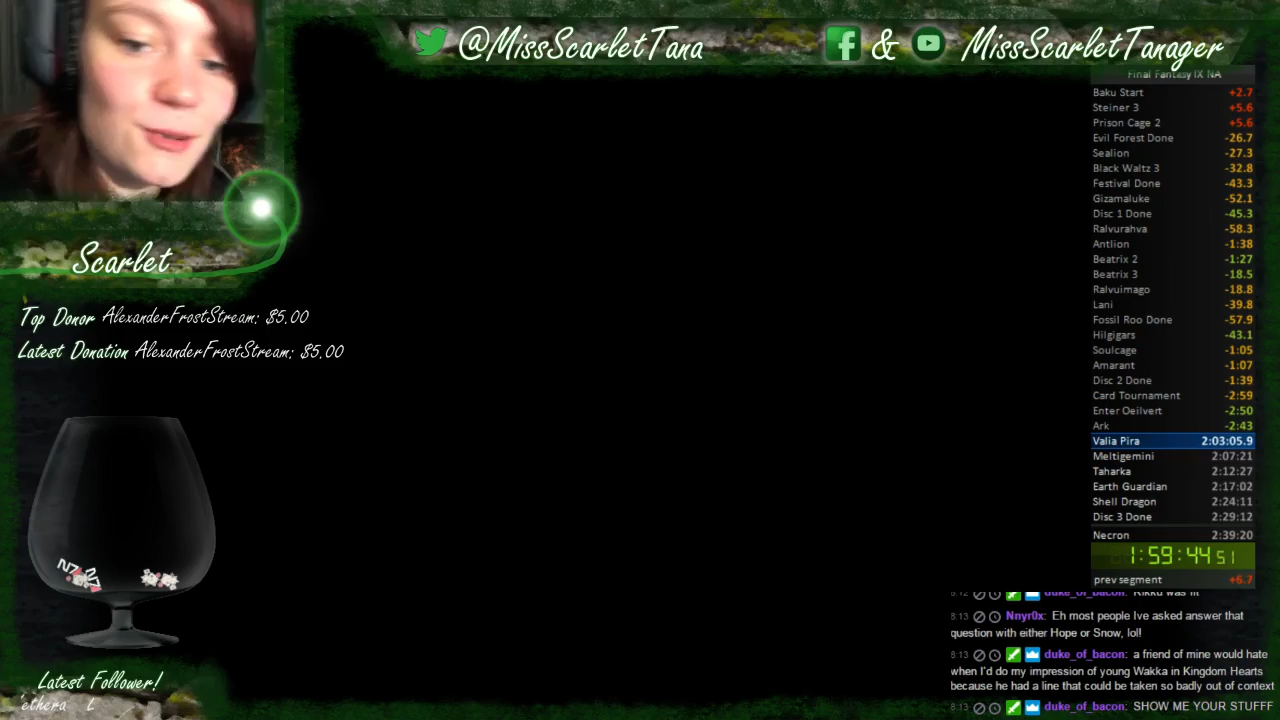 @MissScarletTana
& MissScarletTanager
Final Fantasy IX NA
Baku Start +2.7
Steiner 3 +5.6
Prison Cage 2 +5.6
Evil Forest Done -26.7
Sealion -27.3
Black Waltz 3 -32.8
Festival Done -43.3
Gizamaluke -52.1
Disc 1 Done -45.3
Ralvurahva -58.3
Antlion -1:38
Beatrix 2 -1:27
Beatrix 3 -18.5
Ralvuimago -18.8
Lani -39.8
Fossil Roo Done -57.9
Hilgigars -43.1
Soulcage -1:05
Amarant -1:07
Disc 2 Done -1:39
Card Tournament -2:59
Enter Oeilvert -2:50
Ark -2:43
Valia Pira 2:03:05.9
Meltigemini 2:07:21
Taharka 2:12:27
Earth Guardian 2:17:02
Shell Dragon 2:24:11
Disc 3 Done 2:29:12
Necron 2:39:20
1:59:44 51
prev segment +6.7
Scarlet
Top Donor AlexanderFrostStream: $5.00
Latest Donation AlexanderFrostStream: $5.00
N7 N7
Latest Follower!
ethera L
8:12 duke_of_bacon: Rikku was fit
8:13 Nnyr0x: Eh most people Ive asked answer that
question with either Hope or Snow, lol!
8:13 duke_of_bacon: a friend of mine would hate
when I'd do my impression of young Wakka in Kingdom Hearts
because he had a line that could be taken so badly out of context
8:13 duke_of_bacon: SHOW ME YOUR STUFFF